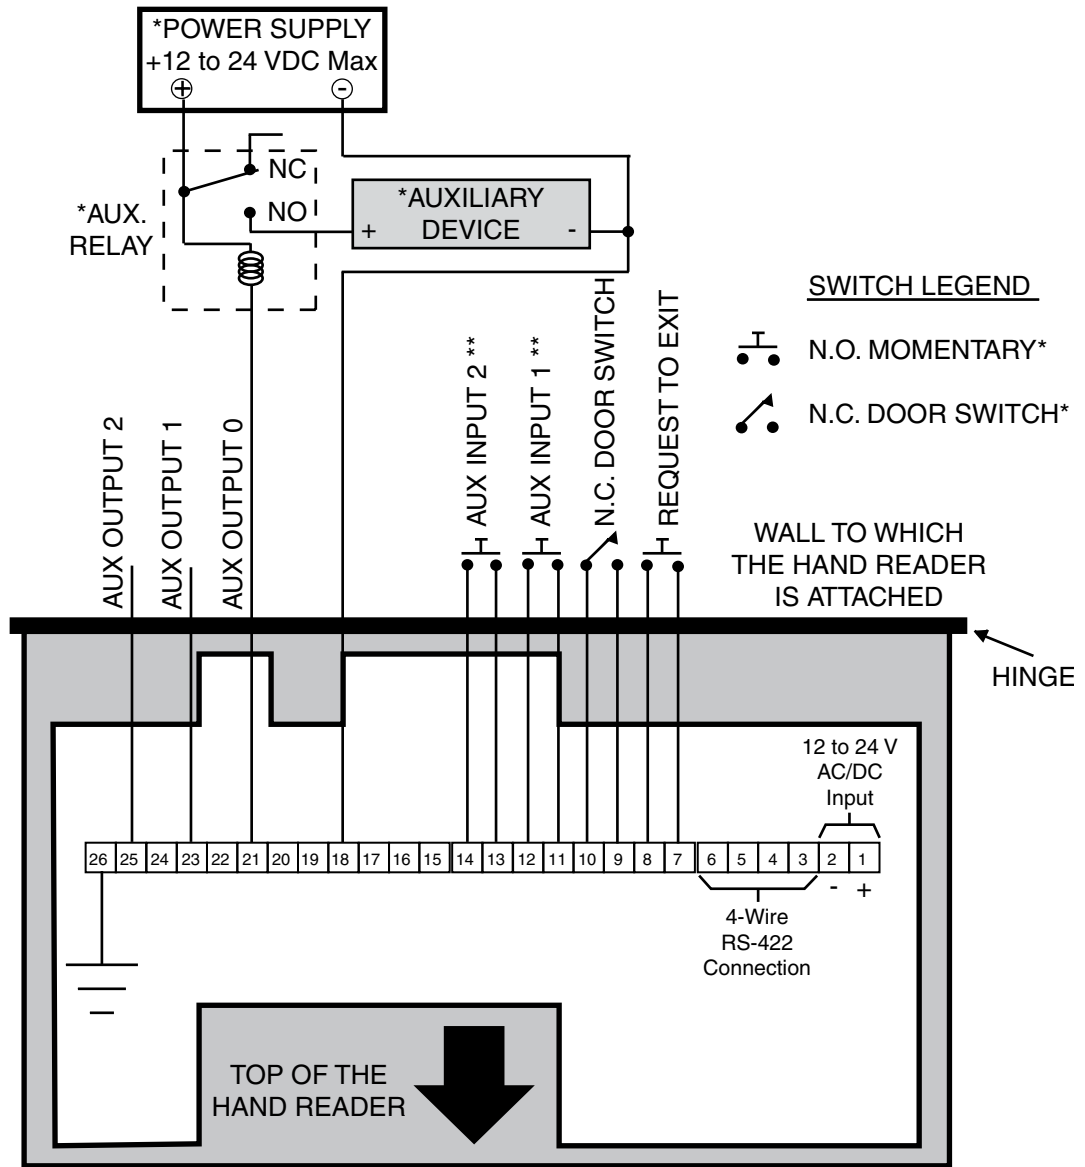 *POWER SUPPLY
+12 to 24 VDC Max
+ -
NC
NO
*AUX.
RELAY
*AUXILIARY
DEVICE
+ -
SWITCH LEGEND
N.O. MOMENTARY*
N.C. DOOR SWITCH*
AUX OUTPUT 2
AUX OUTPUT 1
AUX OUTPUT 0
AUX INPUT 2 **
AUX INPUT 1 **
N.C. DOOR SWITCH
REQUEST TO EXIT
WALL TO WHICH
THE HAND READER
IS ATTACHED
HINGE
12 to 24 V
AC/DC
Input
26 25 24 23 22 21 20 19 18 17 16 15 14 13 12 11 10 9 8 7 6 5 4 3 2 1
- +
4-Wire
RS-422
Connection
TOP OF THE
HAND READER